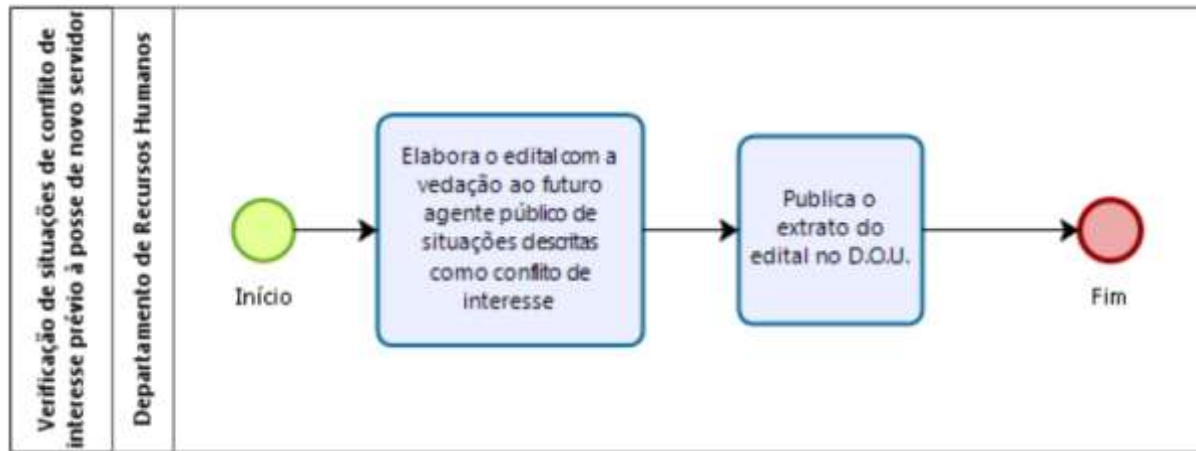 Verificação de situações de conflito de
interesse prévio à posse de novo servidor
Departamento de Recursos Humanos
Início
Elabora o edital com a
vedação ao futuro
agente público de
situações descritas
como conflito de
interesse
Publica o
extrato do
edital no D.O.U.
Fim